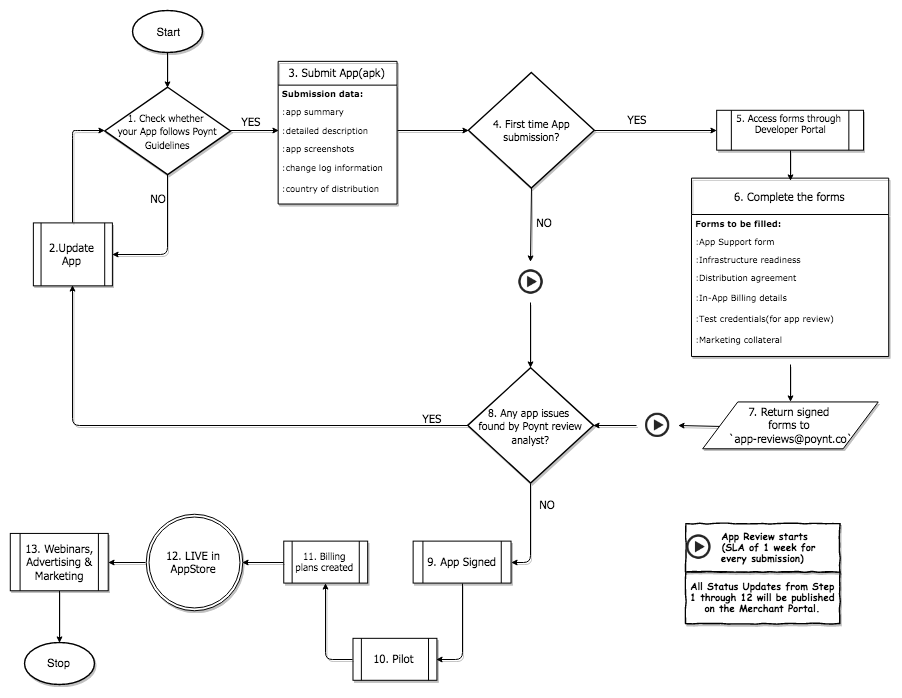 Start
1. Check whether
your App follows Poynt
Guidelines
YES
NO
2.Update
App
3. Submit App(apk)
Submission data:
:app summary
:detailed description
:app screenshots
:change log information
:country of distribution
4. First time App
submission?
YES
NO
5. Access forms through
Developer Portal
6. Complete the forms
Forms to be filled:
:App Support form
:Infrastructure readiness
:Distribution agreement
:In-App Billing details
:Test credentials(for app review)
:Marketing collateral
7. Return signed
forms to
`app-reviews@poynt.co`
8. Any app issues
found by Poynt review
analyst?
YES
NO
9. App Signed
10. Pilot
11. Billing
plans created
12. LIVE in
AppStore
13. Webinars,
Advertising &
Marketing
Stop
App Review starts
(SLA of 1 week for
every submission)
All Status Updates from Step
1 through 12 will be published
on the Merchant Portal.